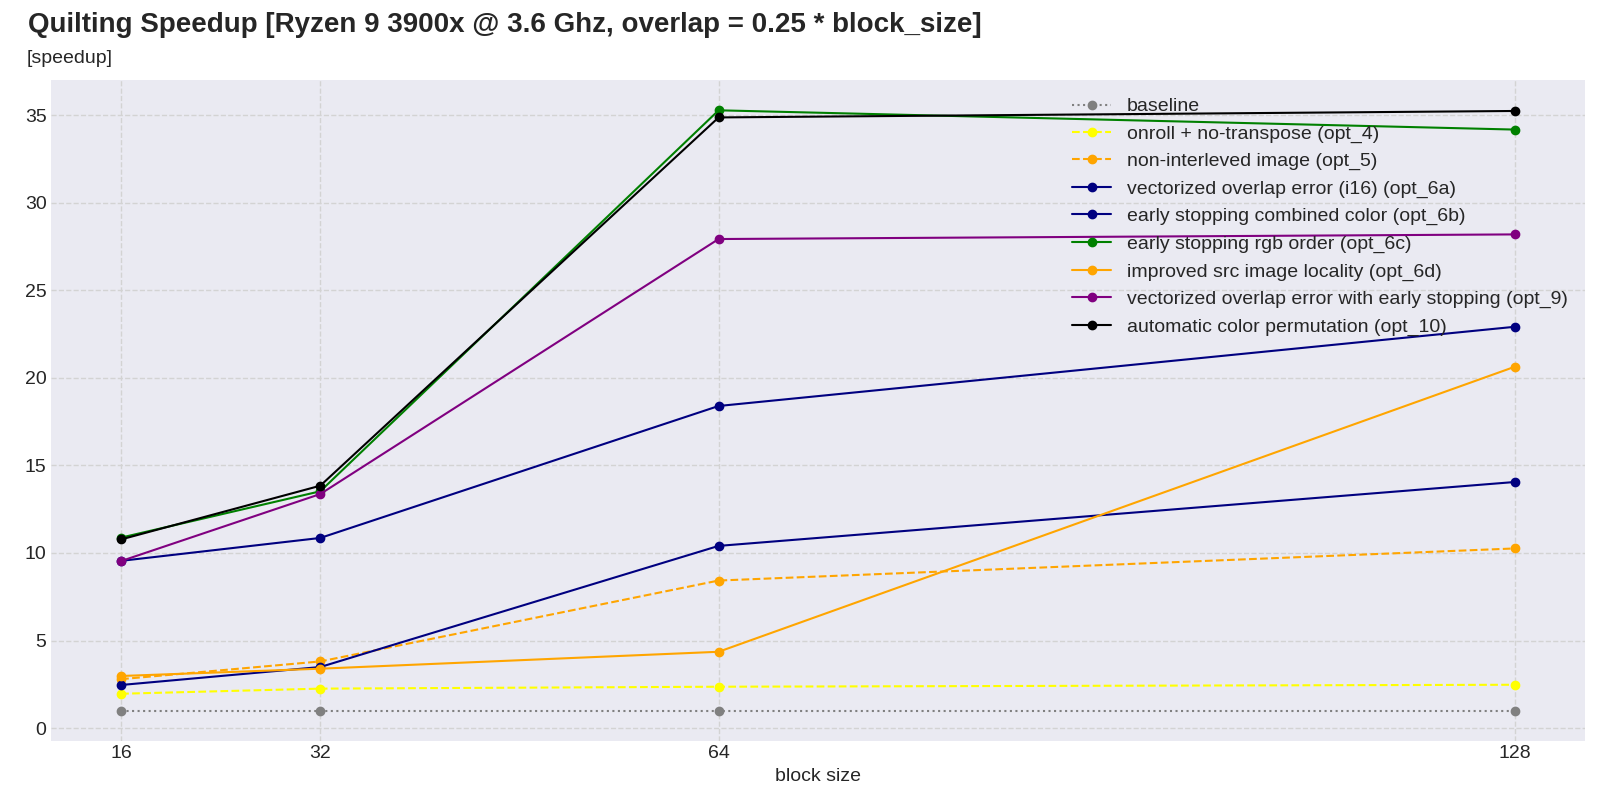 Quilting Speedup [Ryzen 9 3900x @ 3.6 Ghz, overlap = 0.25 * block_size]
[speedup]
baseline
onroll + no-transpose (opt_4)
non-interleved image (opt_5)
vectorized overlap error (i16) (opt_6a)
early stopping combined color (opt_6b)
early stopping rgb order (opt_6c)
improved src image locality (opt_6d)
vectorized overlap error with early stopping (opt_9)
automatic color permutation (opt_10)
35
30
25
20
15
10
5
0
16 32 64 128
block size